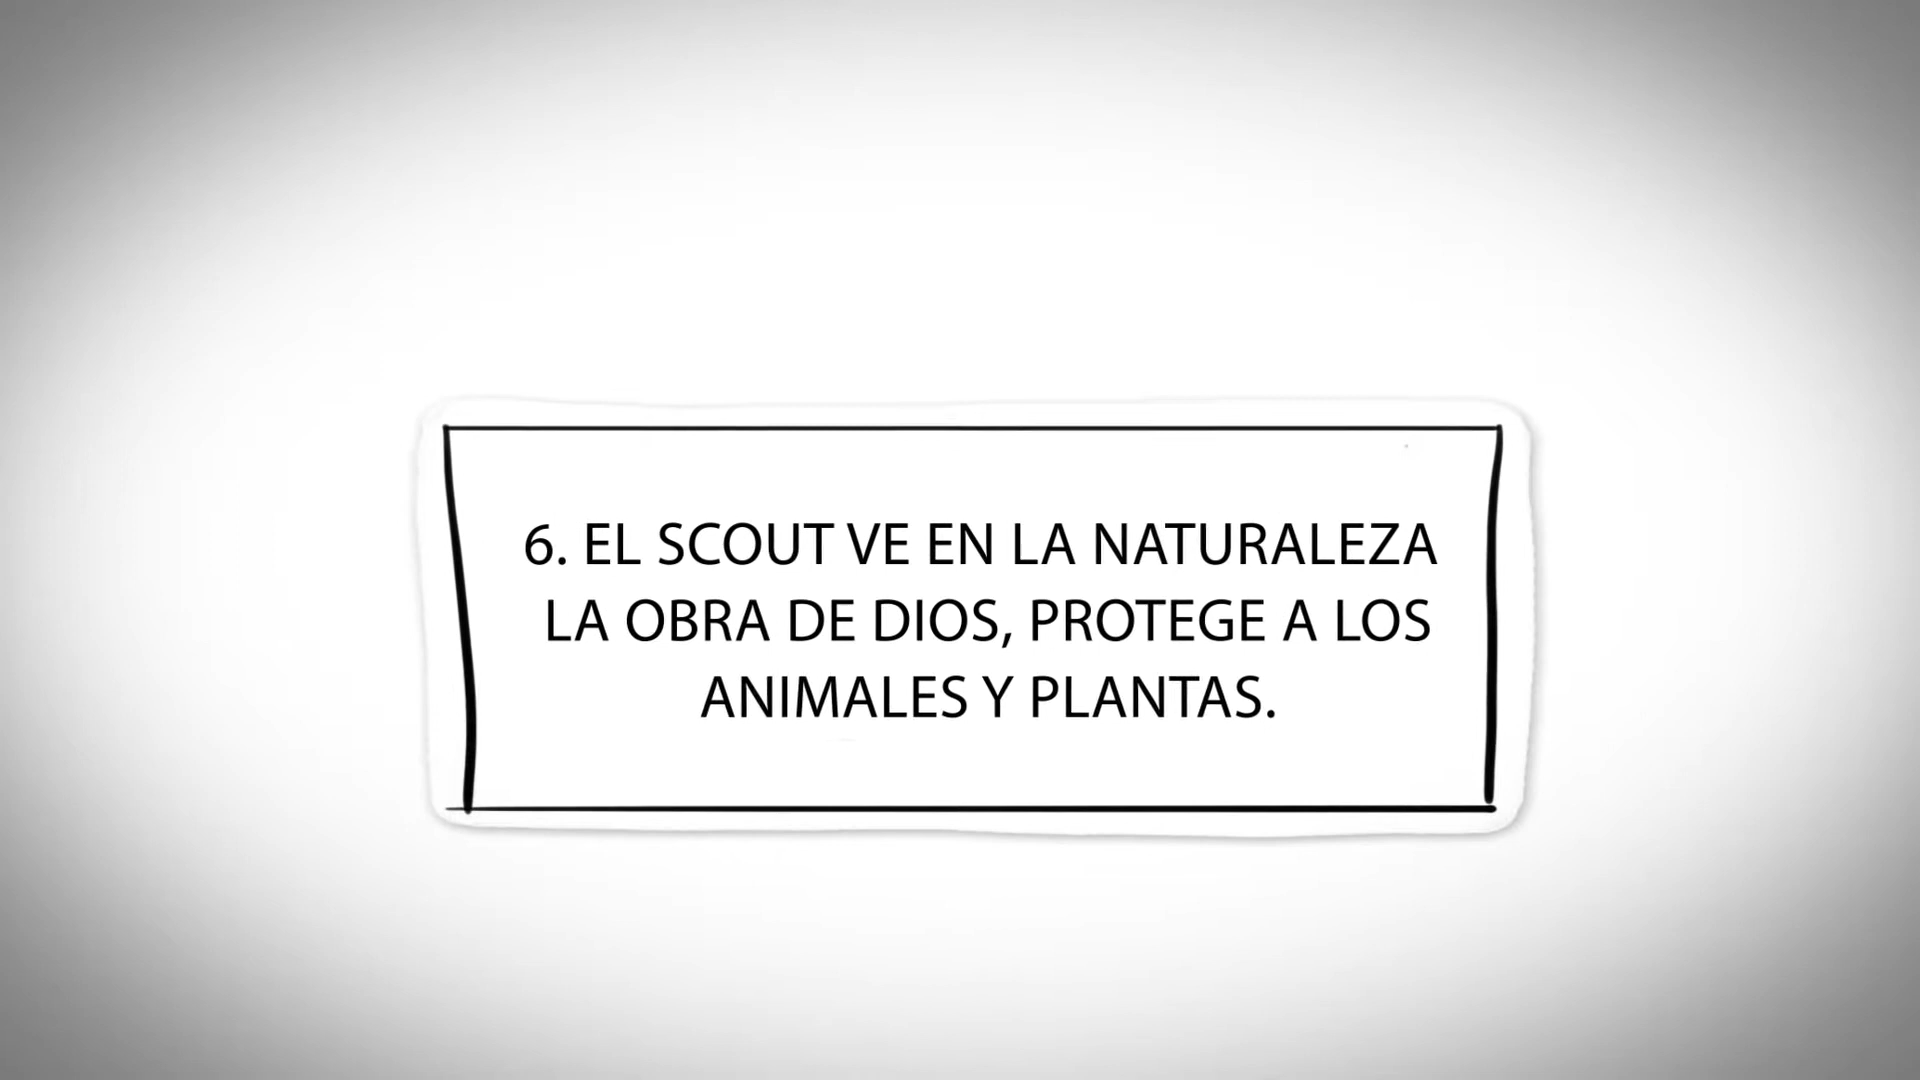 6. EL SCOUT VE EN LA NATURALEZA
LA OBRA DE DIOS, PROTEGE A LOS
ANIMALES Y PLANTAS.